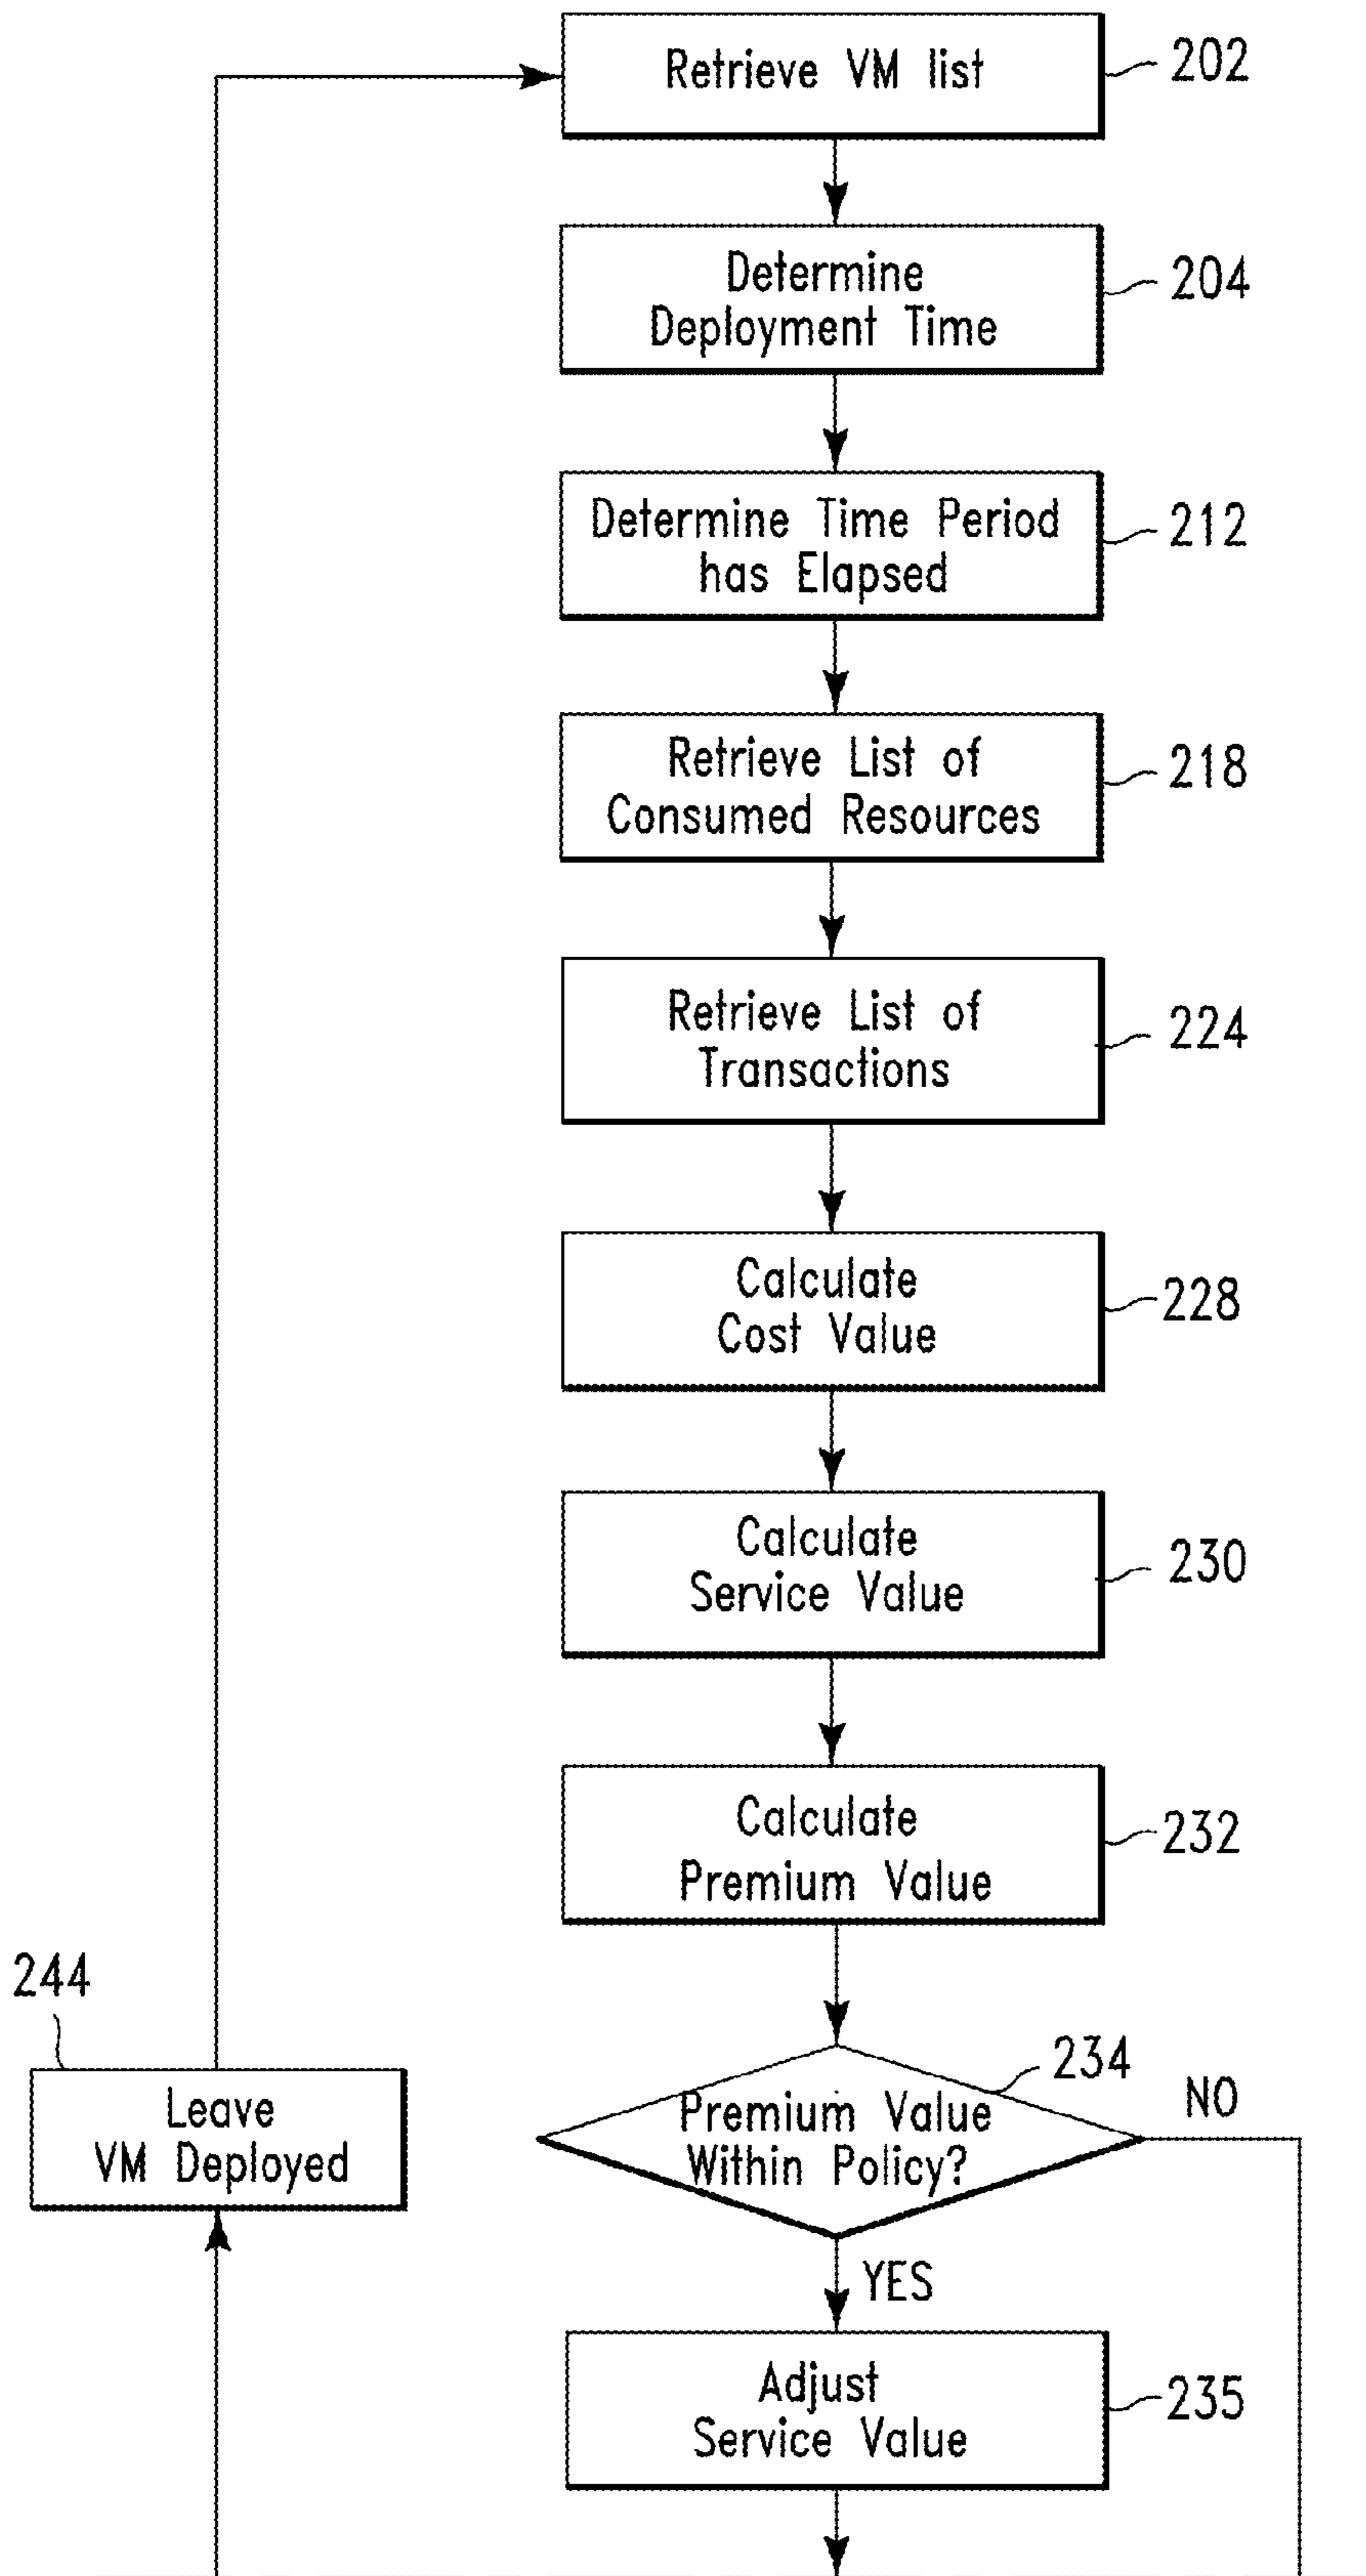 Retrieve VM list
202
Determine
Deployment Time
204
Determine Time Period
has Elapsed
212
Retrieve List of
Consumed Resources
218
Retrieve List of
Transactions
224
Calculate
Cost Value
228
Calculate
Service Value
230
Calculate
Premium Value
232
244
Leave
VM Deployed
234
Premium Value
Within Policy?
NO
YES
Adjust
Service Value
235